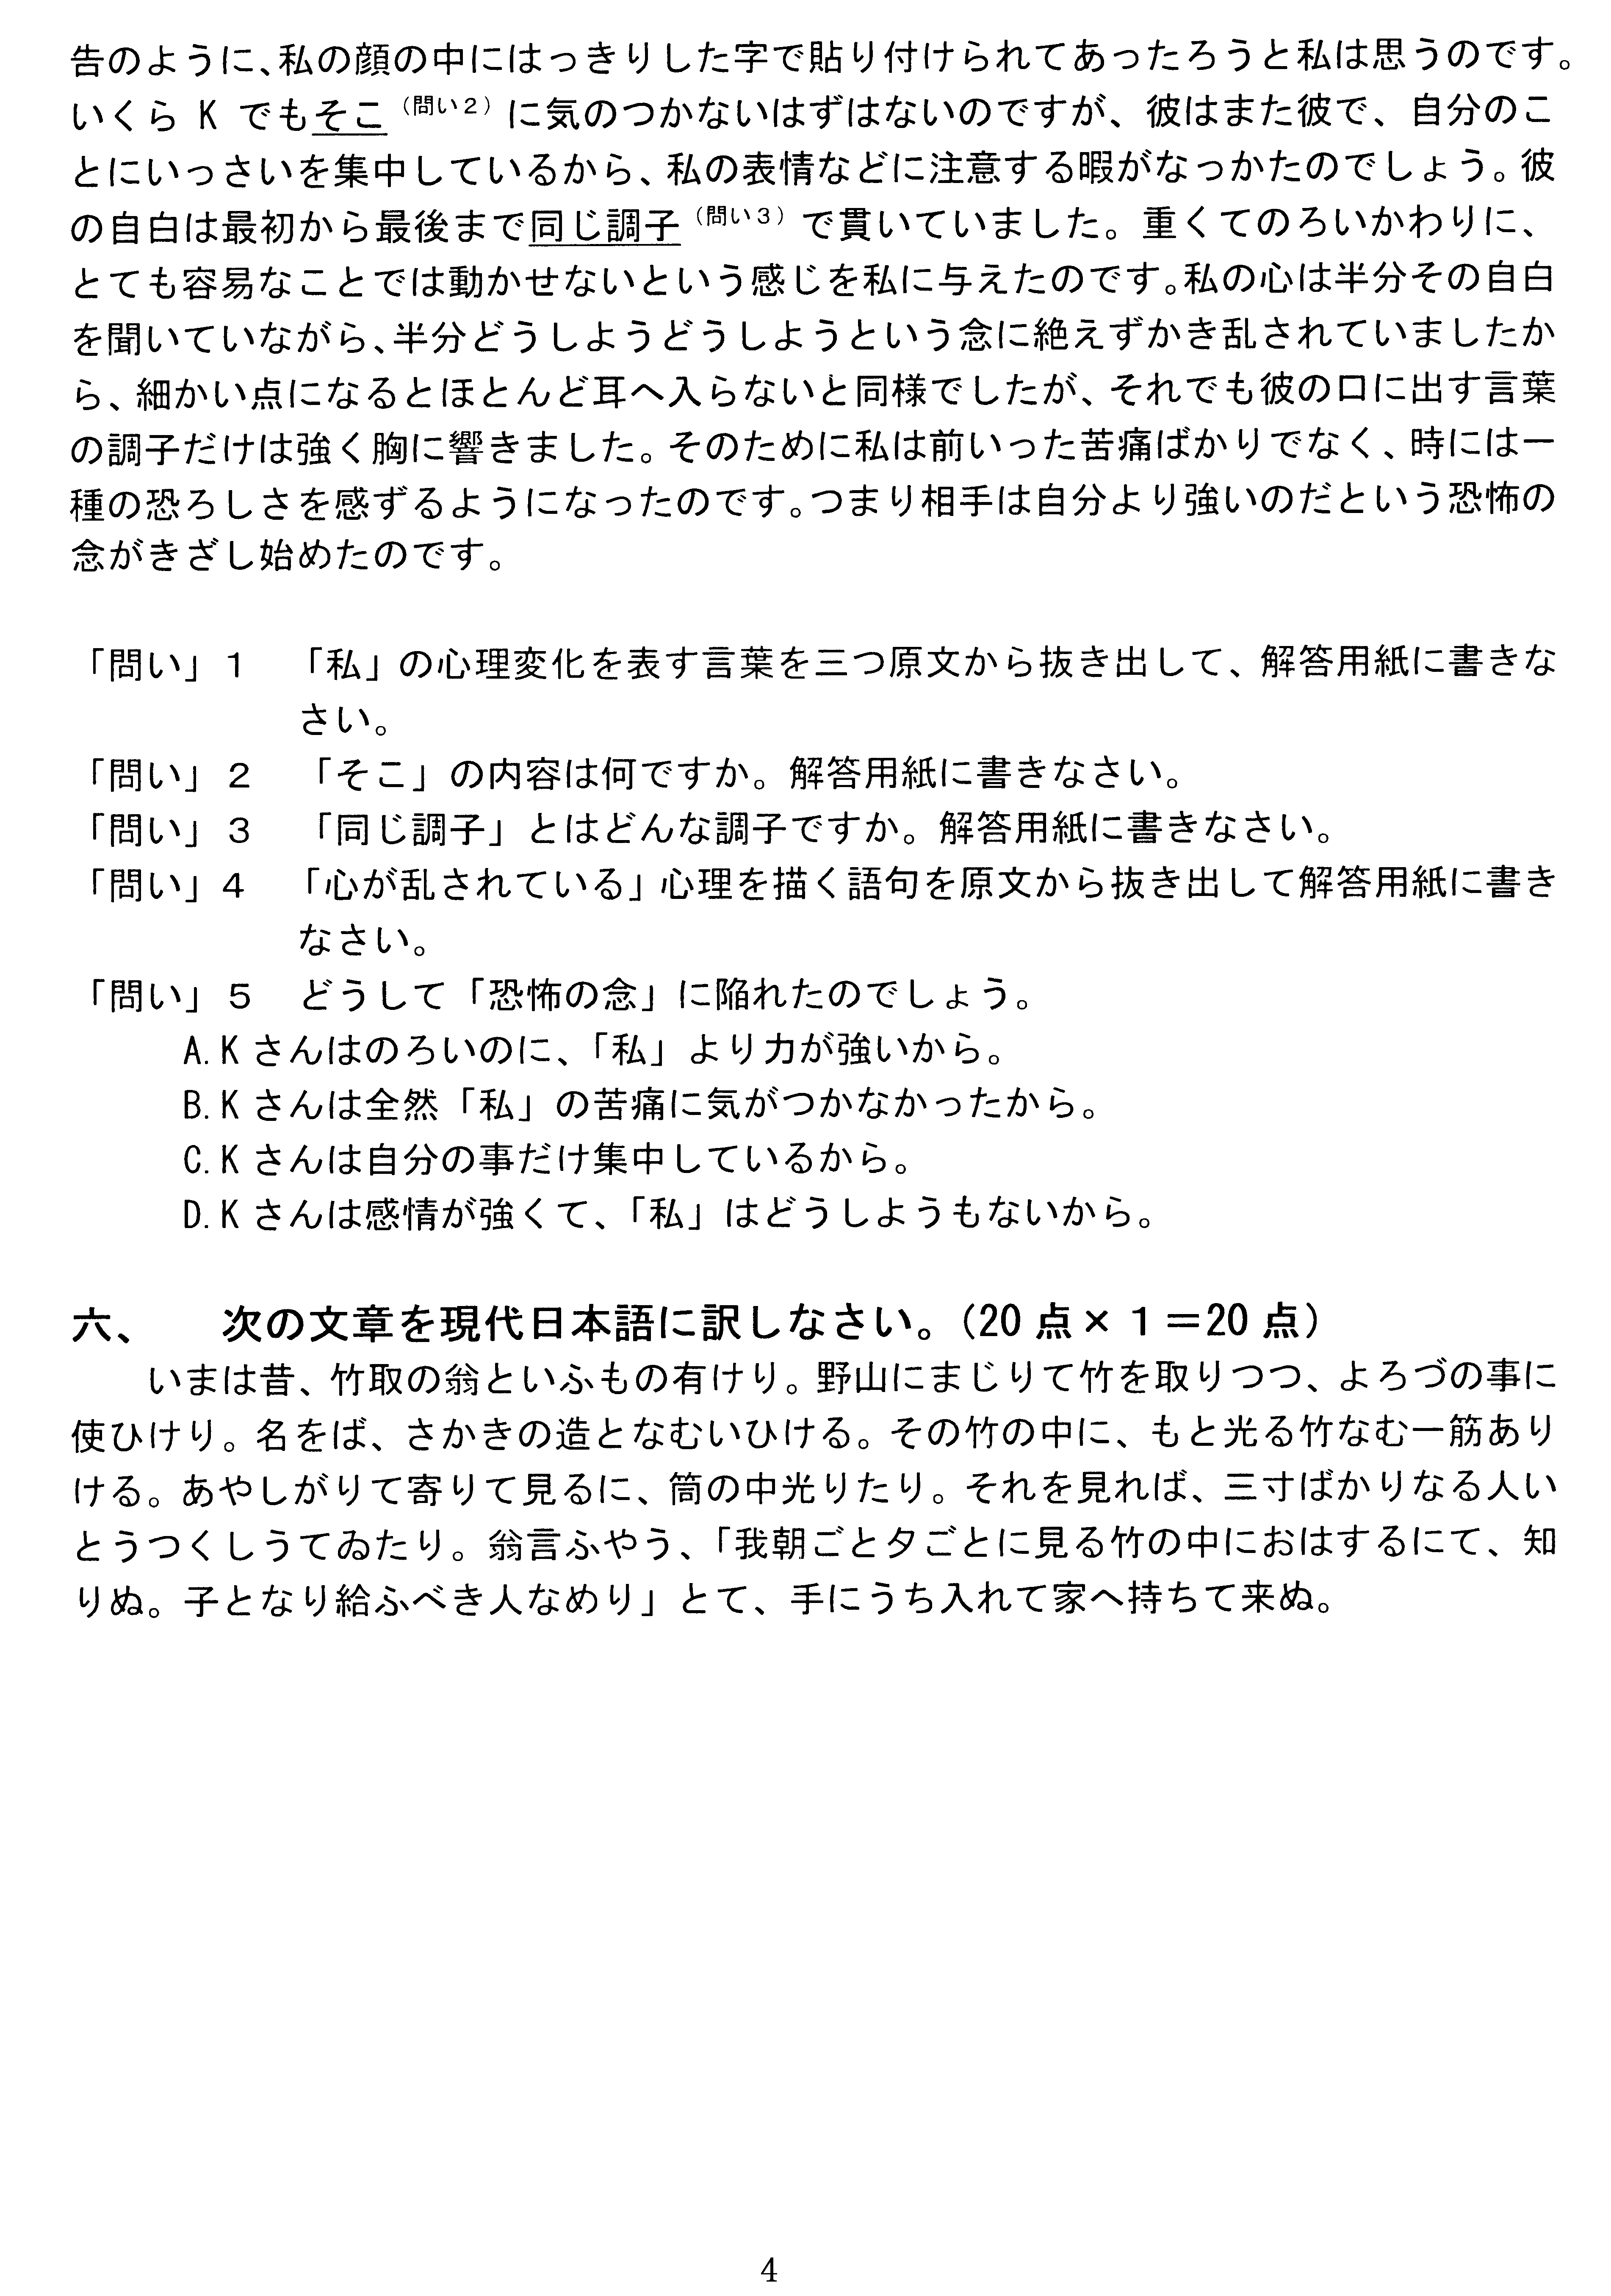 告のように、私の顔の中にはっきりした字で貼り付けられてあったろうと私は思うのです。
いくら K でもそこ（問い２）に気のつかないはずはないのですが、彼はまた彼で、自分のこ
とにいっさいを集中しているから、私の表情などに注意する暇がなっかたのでしょう。彼
の自白は最初から最後まで同じ調子（問い３）で貫いていました。重くてのろいかわりに、
とても容易なことでは動かせないという感じを私に与えたのです。私の心は半分その自白
を聞いていながら、半分どうしようどうしようという念に絶えずかき乱されていましたか
ら、細かい点になるとほとんど耳へ入らないと同様でしたが、それでも彼の口に出す言葉
の調子だけは強く胸に響きました。そのために私は前いった苦痛ばかりでなく、時には一
種の恐ろしさを感ずるようになったのです。つまり相手は自分より強いのだという恐怖の
念がきざし始めたのです。
「問い」１　「私」の心理変化を表す言葉を三つ原文から抜き出して、解答用紙に書きな
さい。
「問い」２　「そこ」の内容は何ですか。解答用紙に書きなさい。
「問い」３　「同じ調子」とはどんな調子ですか。解答用紙に書きなさい。
「問い」４　「心が乱されている」心理を描く語句を原文から抜き出して解答用紙に書き
なさい。
「問い」５　どうして「恐怖の念」に陥れたのでしょう。
A. K さんはのろいのに、「私」より力が強いから。
B. K さんは全然「私」の苦痛に気がつかなかったから。
C. K さんは自分の事だけ集中しているから。
D. K さんは感情が強くて、「私」はどうしようもないから。
六、　次の文章を現代日本語に訳しなさい。（20 点×１＝20 点）
いまは昔、竹取の翁といふもの有けり。野山にまじりて竹を取りつつ、よろづの事に
使ひけり。名をば、さかきの造となむいひける。その竹の中に、もと光る竹なむ一筋あり
ける。あやしがりて寄りて見るに、筒の中光りたり。それを見れば、三寸ばかりなる人い
とうつくしうてゐたり。翁言ふやう、「我朝ごと夕ごとに見る竹の中におはするにて、知
りぬ。子となり給ふべき人なめり」とて、手にうち入れて家へ持ちて来ぬ。
4